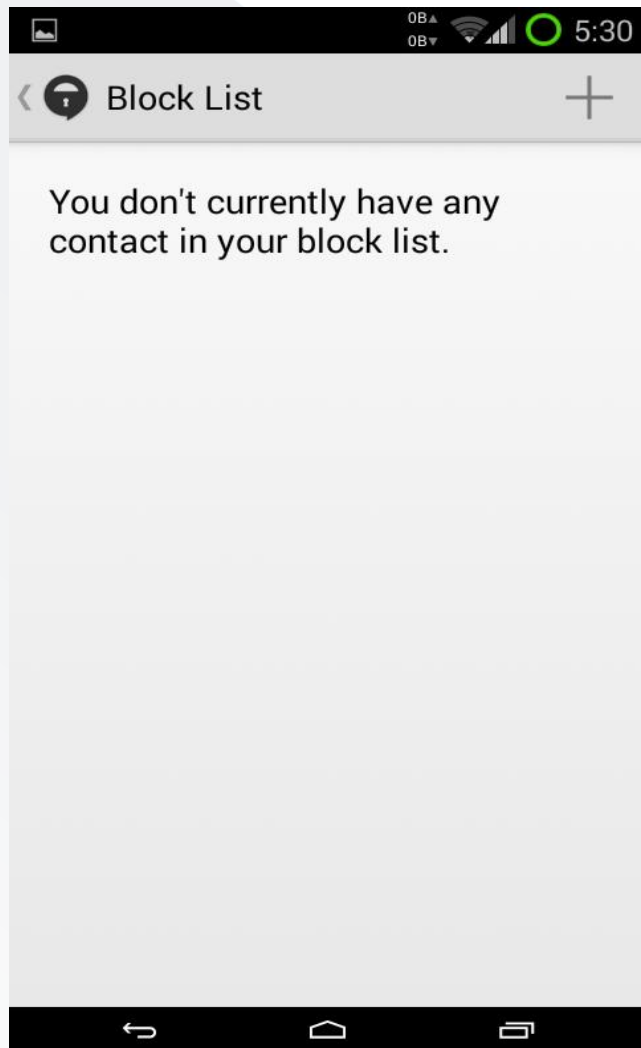 0B▲
0B▼
5:30
Block List
You don't currently have any
contact in your block list.